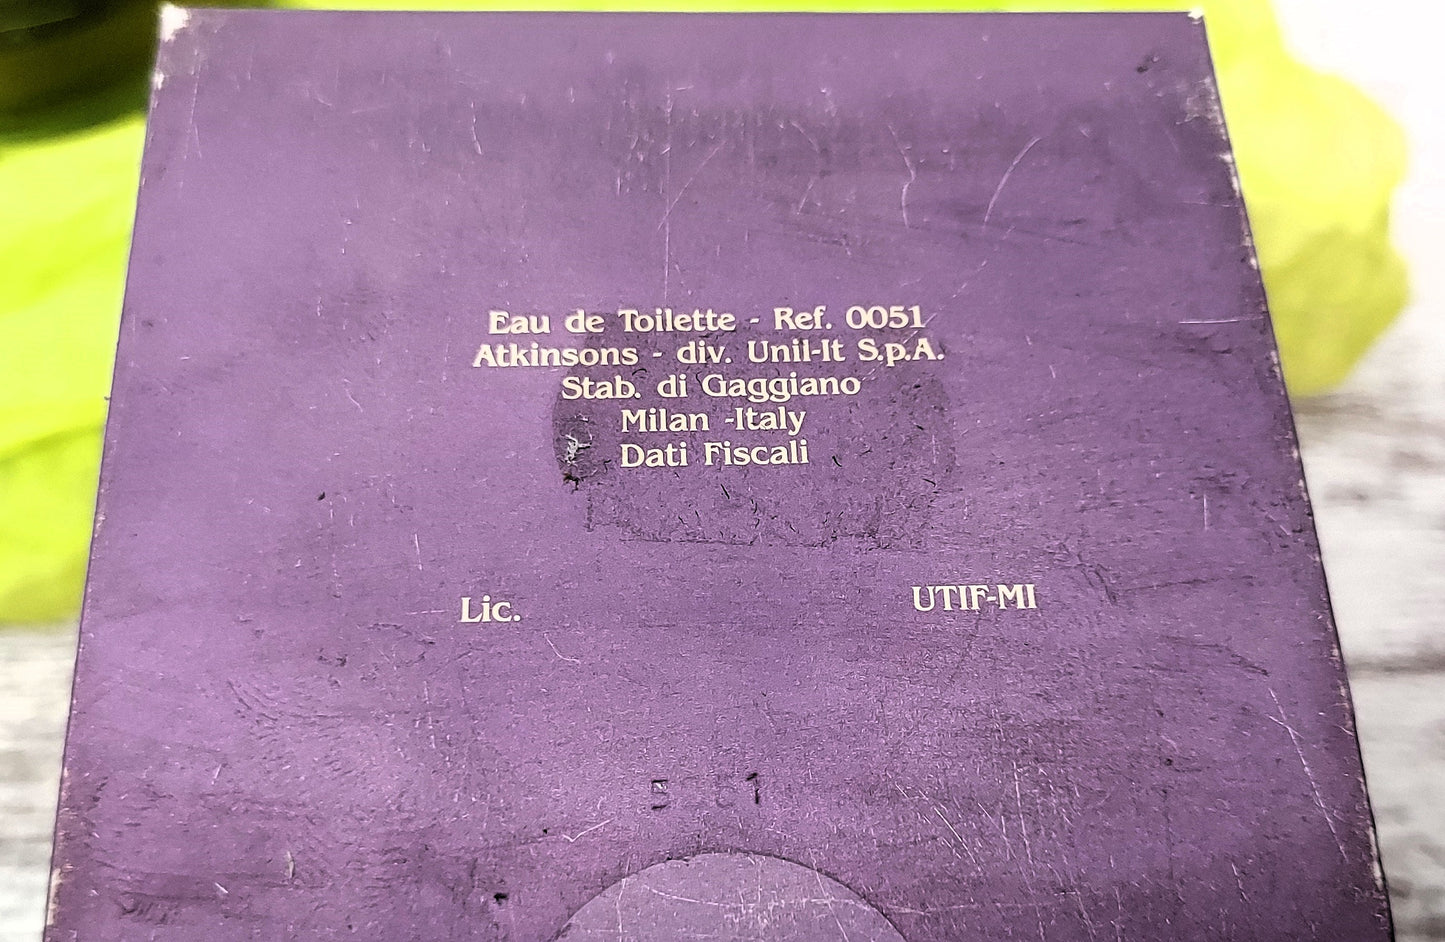 Eau de Toilette - Ref. 0051
Atkinsons - div. Unil-It S.p.A.
Stab. di Gaggiano
Milan -Italy
Dati Fiscali
Lic. UTIF-MI